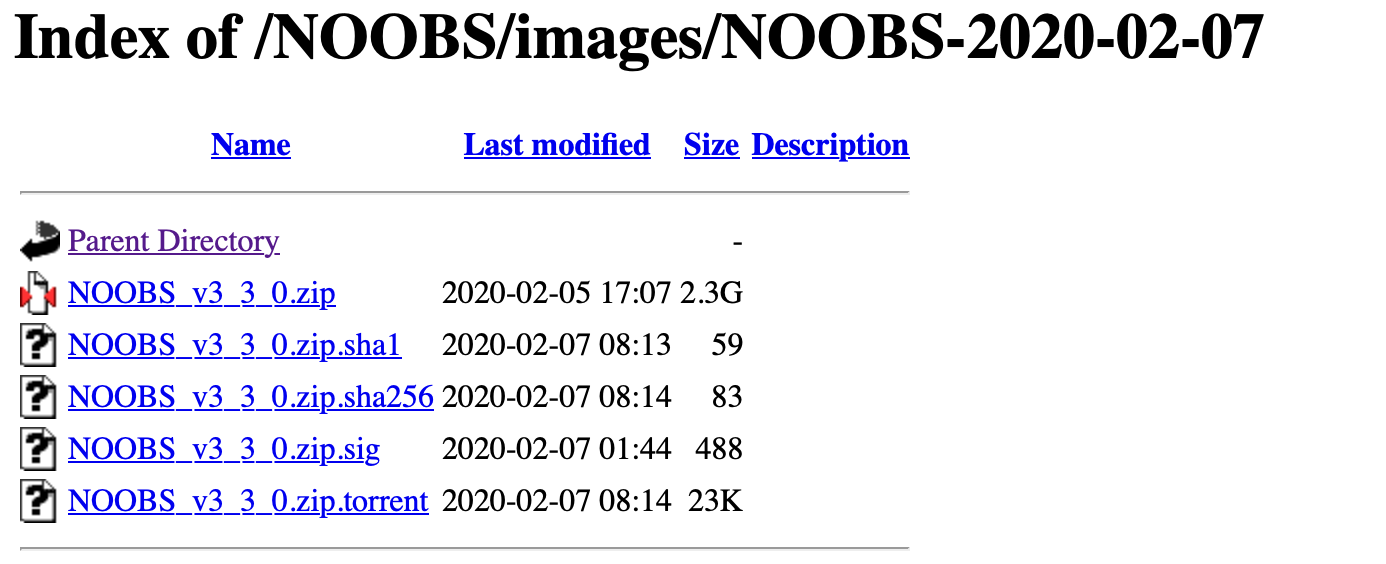 Index of /NOOBS/images/NOOBS-2020-02-07
Name Last modified Size Description
Parent Directory -
NOOBS_v3_3_0.zip 2020-02-05 17:07 2.3G
NOOBS_v3_3_0.zip.sha1 2020-02-07 08:13 59
NOOBS_v3_3_0.zip.sha256 2020-02-07 08:14 83
NOOBS_v3_3_0.zip.sig 2020-02-07 01:44 488
NOOBS_v3_3_0.zip.torrent 2020-02-07 08:14 23K